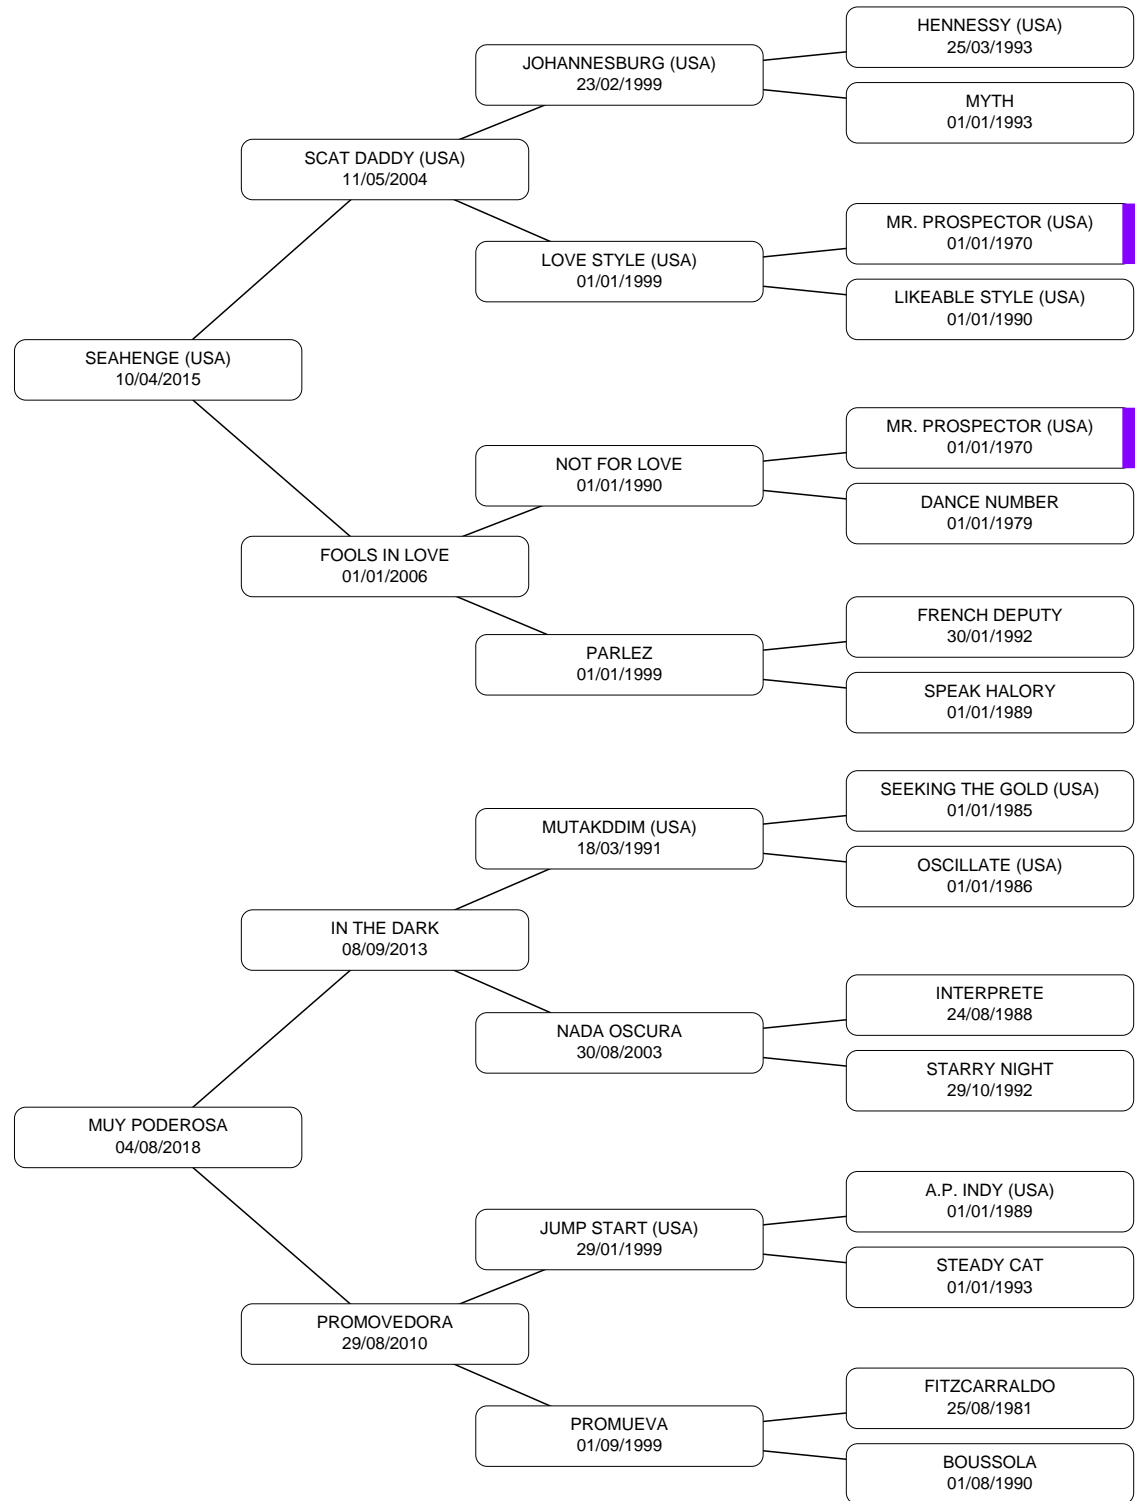 HENNESSY (USA)
25/03/1993
JOHANNESBURG (USA)
23/02/1999
MYTH
01/01/1993
SCAT DADDY (USA)
11/05/2004
MR. PROSPECTOR (USA)
01/01/1970
LOVE STYLE (USA)
01/01/1999
LIKEABLE STYLE (USA)
01/01/1990
SEAHENGE (USA)
10/04/2015
MR. PROSPECTOR (USA)
01/01/1970
NOT FOR LOVE
01/01/1990
DANCE NUMBER
01/01/1979
FOOLS IN LOVE
01/01/2006
FRENCH DEPUTY
30/01/1992
PARLEZ
01/01/1999
SPEAK HALORY
01/01/1989
SEEKING THE GOLD (USA)
01/01/1985
MUTAKDDIM (USA)
18/03/1991
OSCILLATE (USA)
01/01/1986
IN THE DARK
08/09/2013
INTERPRETE
24/08/1988
NADA OSCURA
30/08/2003
STARRY NIGHT
29/10/1992
MUY PODEROSA
04/08/2018
A.P. INDY (USA)
01/01/1989
JUMP START (USA)
29/01/1999
STEADY CAT
01/01/1993
PROMOVEDORA
29/08/2010
FITZCARRALDO
25/08/1981
PROMUEVA
01/09/1999
BOUSSOLA
01/08/1990